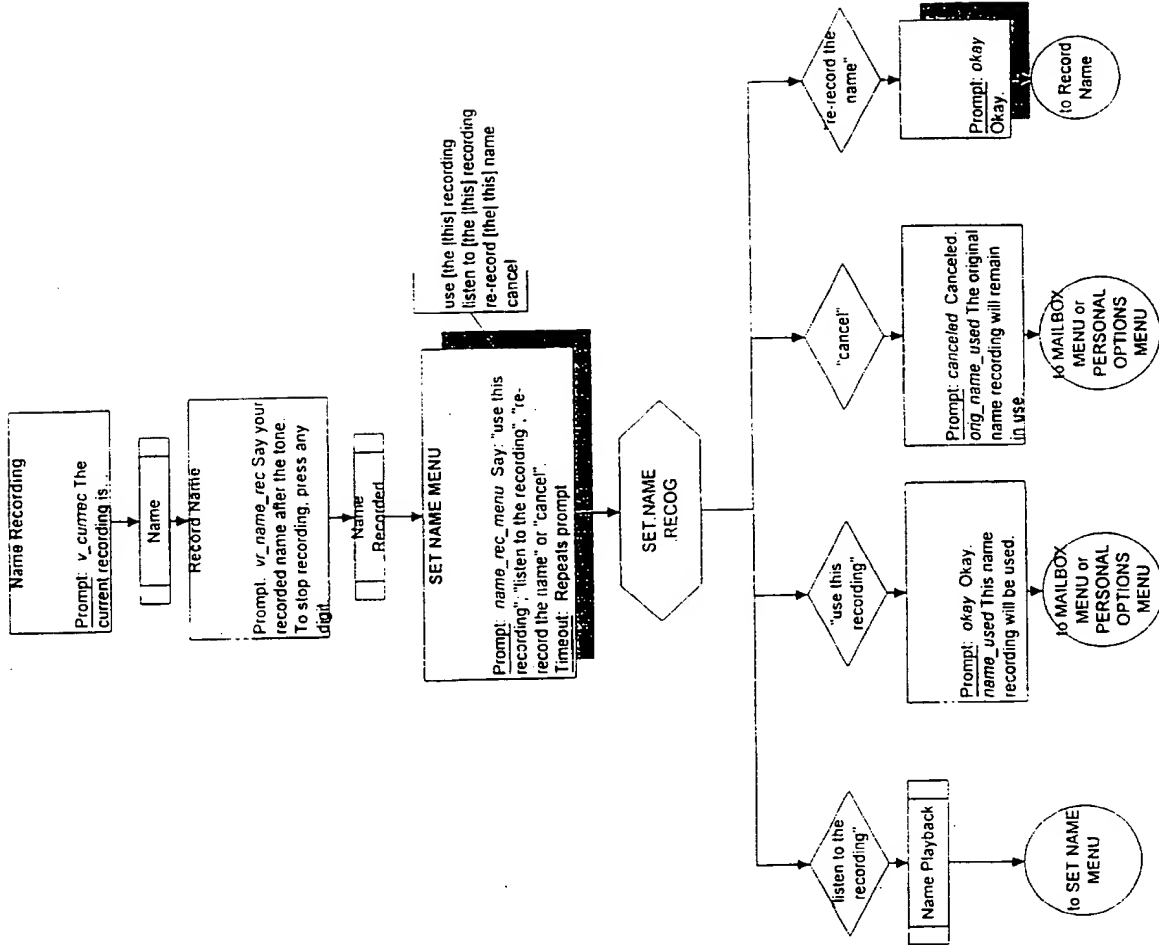 Name Recording
Prompt: v_currec The
current recording is...
Name
Record Name
Prompt. vr_name_rec Say your
recorded name after the tone.
To stop recording, press any
digit.
Name
Recorded
SET NAME MENU
Prompt: name_rec_menu Say: "use this
recording", "listen to the recording", "re-
record the name" or "cancel".
Timeout: Repeats prompt
use [the |this] recording
listen to [the |this] recording
re-record [the| this] name
cancel
SET.NAME
.RECOG
listen to the
recording"
Name Playback
to SET NAME
MENU
"use this
recording"
Prompt: okay Okay.
name_used This name
recording will be used.
to MAILBOX
MENU or
PERSONAL
OPTIONS
MENU
"cancel"
Prompt: canceled Canceled.
orig_name_used The original
name recording will remain
in use.
to MAILBOX
MENU or
PERSONAL
OPTIONS
MENU
"re-record the
name"
Prompt: okay
Okay.
to Record
Name